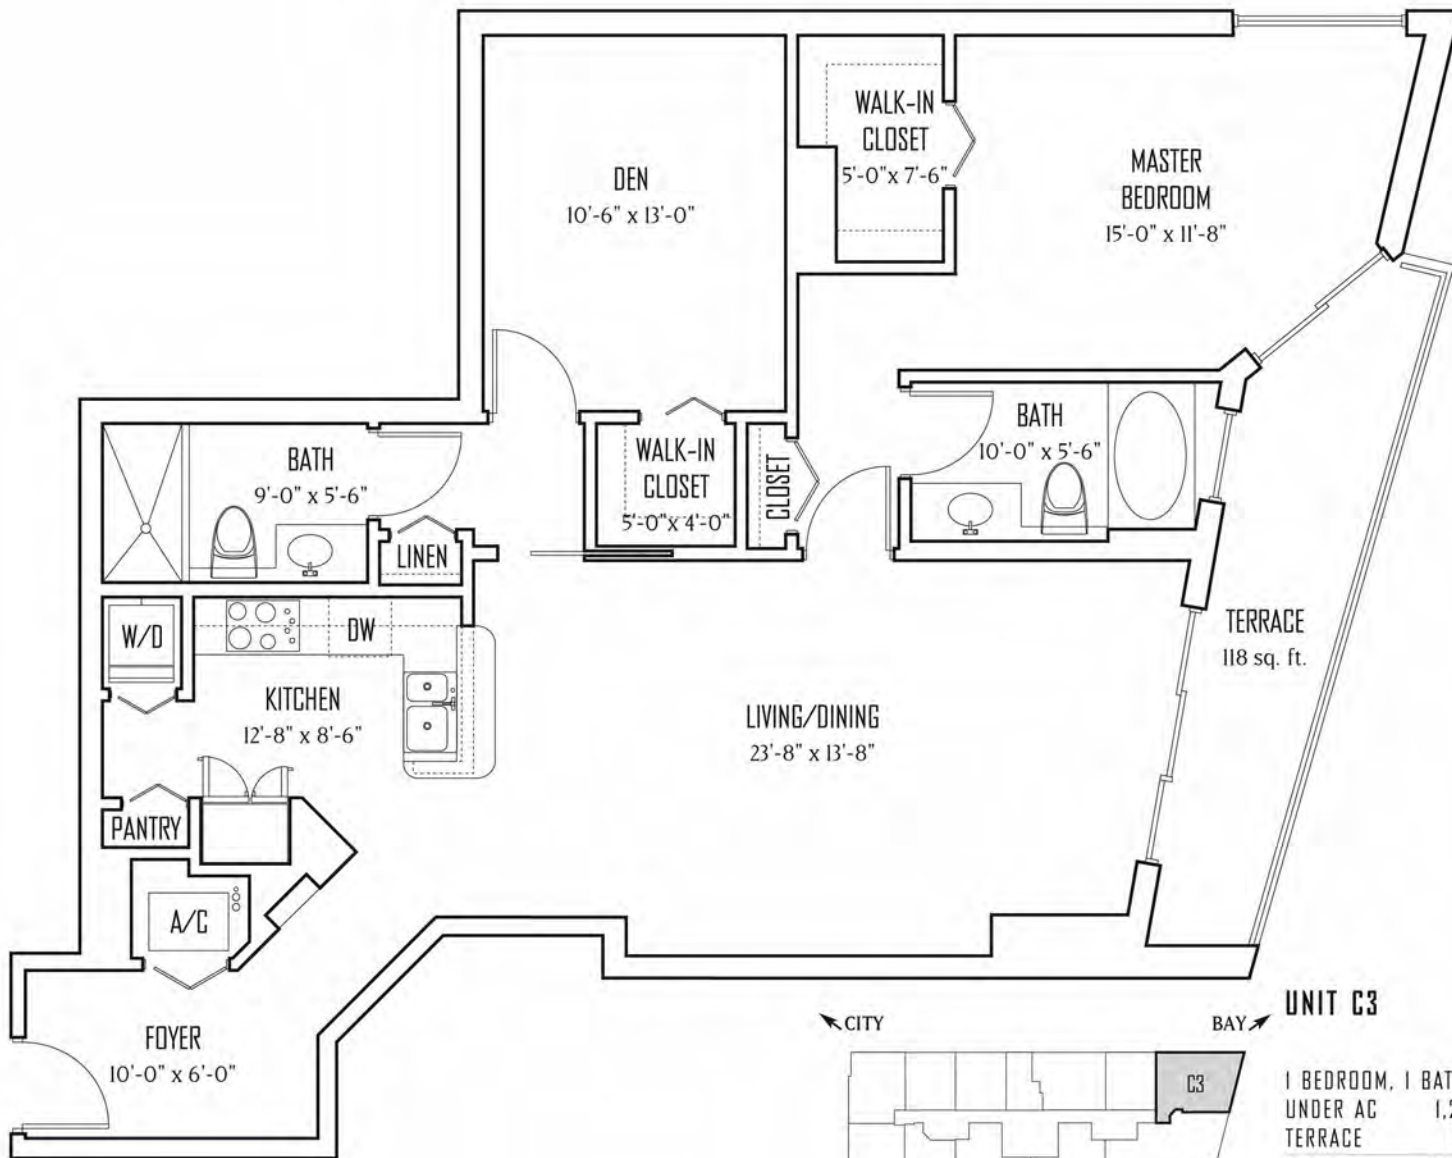 WALK-IN
CLOSET
5'-0"x 7'-6"
MASTER
BEDROOM
15'-0" x 11'-8"
DEN
10'-6" x 13'-0"
BATH
9'-0" x 5'-6"
WALK-IN
CLOSET
5'-0"x 4'-0"
CLOSET
BATH
10'-0" x 5'-6"
LINEN
W/D
DW
KITCHEN
12'-8" x 8'-6"
LIVING/DINING
23'-8" x 13'-8"
TERRACE
118 sq. ft.
PANTRY
A/C
FOYER
10'-0" x 6'-0"
CITY
BAY
C3
UNIT C3
1 BEDROOM, 1 BAT
UNDER AC 1,2
TERRACE